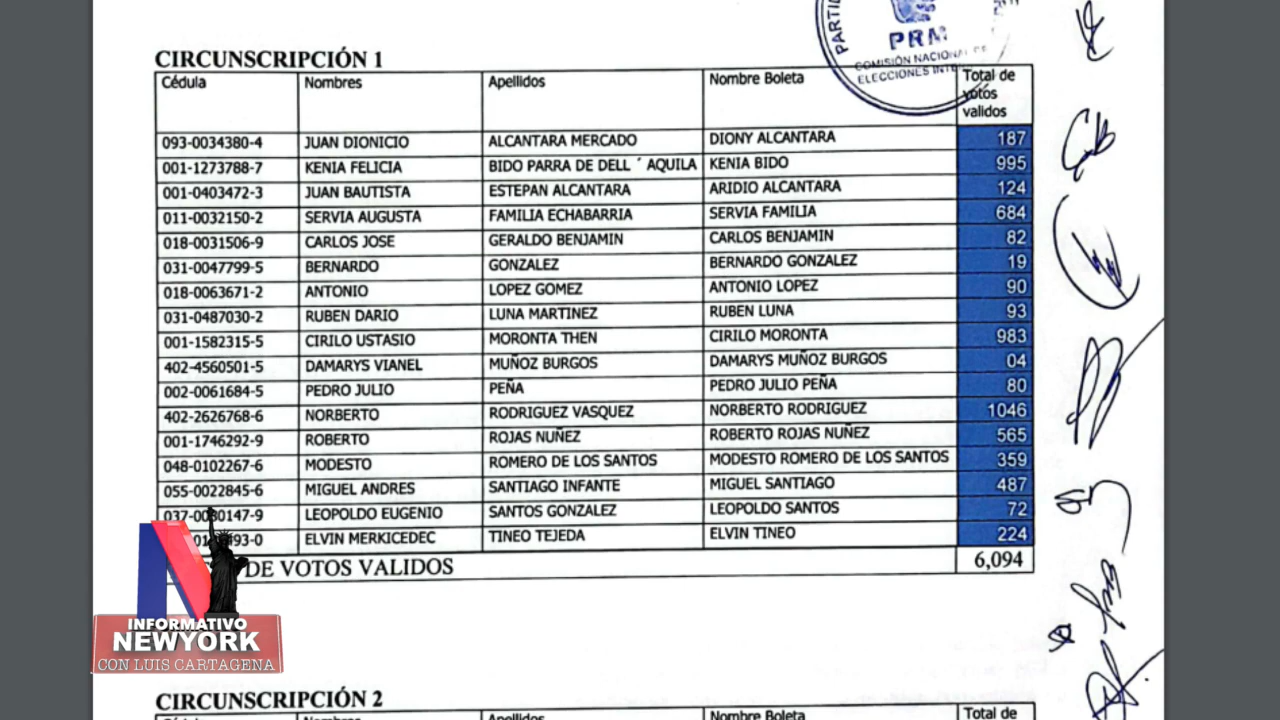 PARTID
PRM
COMISIÓN NACIONAL DE
ELECCIONES INTE
CIRCUNSCRIPCIÓN 1
Cédula Nombres Apellidos Nombre Boleta Total de votos validos
093-0034380-4 JUAN DIONICIO ALCANTARA MERCADO DIONY ALCANTARA 187
001-1273788-7 KENIA FELICIA BIDO PARRA DE DELL ´ AQUILA KENIA BIDO 995
001-0403472-3 JUAN BAUTISTA ESTEPAN ALCANTARA ARIDIO ALCANTARA 124
011-0032150-2 SERVIA AUGUSTA FAMILIA ECHABARRIA SERVIA FAMILIA 684
018-0031506-9 CARLOS JOSE GERALDO BENJAMIN CARLOS BENJAMIN 82
031-0047799-5 BERNARDO GONZALEZ BERNARDO GONZALEZ 19
018-0063671-2 ANTONIO LOPEZ GOMEZ ANTONIO LOPEZ 90
031-0487030-2 RUBEN DARIO LUNA MARTINEZ RUBEN LUNA 93
001-1582315-5 CIRILO USTASIO MORONTA THEN CIRILO MORONTA 983
402-4560501-5 DAMARYS VIANEL MUÑOZ BURGOS DAMARYS MUÑOZ BURGOS 04
002-0061684-5 PEDRO JULIO PEÑA PEDRO JULIO PEÑA 80
402-2626768-6 NORBERTO RODRIGUEZ VASQUEZ NORBERTO RODRIGUEZ 1046
001-1746292-9 ROBERTO ROJAS NUÑEZ ROBERTO ROJAS NUÑEZ 565
048-0102267-6 MODESTO ROMERO DE LOS SANTOS MODESTO ROMERO DE LOS SANTOS 359
055-0022845-6 MIGUEL ANDRES SANTIAGO INFANTE MIGUEL SANTIAGO 487
037-0030147-9 LEOPOLDO EUGENIO SANTOS GONZALEZ LEOPOLDO SANTOS 72
93-0 ELVIN MERKICEDEC TINEO TEJEDA ELVIN TINEO 224
DE VOTOS VALIDOS 6,094
INFORMATIVO
NEWYORK
CON LUIS CARTAGENA
CIRCUNSCRIPCIÓN 2
Cédula Nombres Apellidos Nombre Boleta Total de